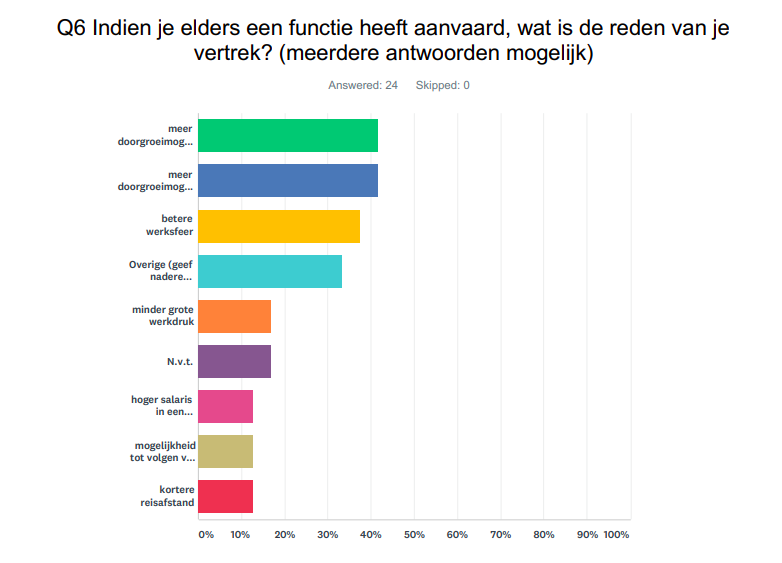 Q6 Indien je elders een functie heeft aanvaard, wat is de reden van je
vertrek? (meerdere antwoorden mogelijk)
Answered: 24 Skipped: 0
meer
doorgroeimog...
meer
doorgroeimog...
betere
werksfeer
Overige (geef
nadere...
minder grote
werkdruk
N.v.t.
hoger salaris
in een...
mogelijkheid
tot volgen v...
kortere
reisafstand
0% 10% 20% 30% 40% 50% 60% 70% 80% 90% 100%